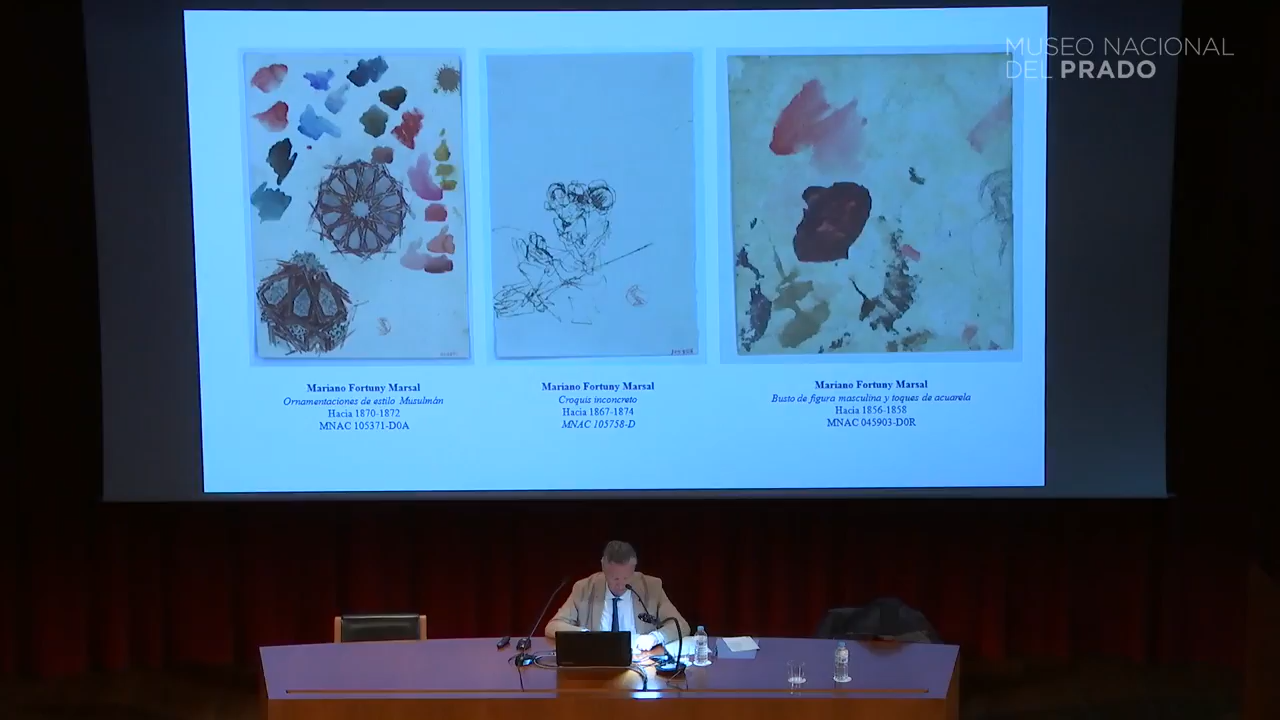 MUSEO NACIONAL
DEL PRADO
Mariano Fortuny Marsal
Ornamentaciones de estilo Musulmán
Hacia 1870-1872
MNAC 105371-D0A
Mariano Fortuny Marsal
Croquis inconcreto
Hacia 1867-1874
MNAC 105758-D
Mariano Fortuny Marsal
Busto de figura masculina y toques de acuarela
Hacia 1856-1858
MNAC 045903-D0R